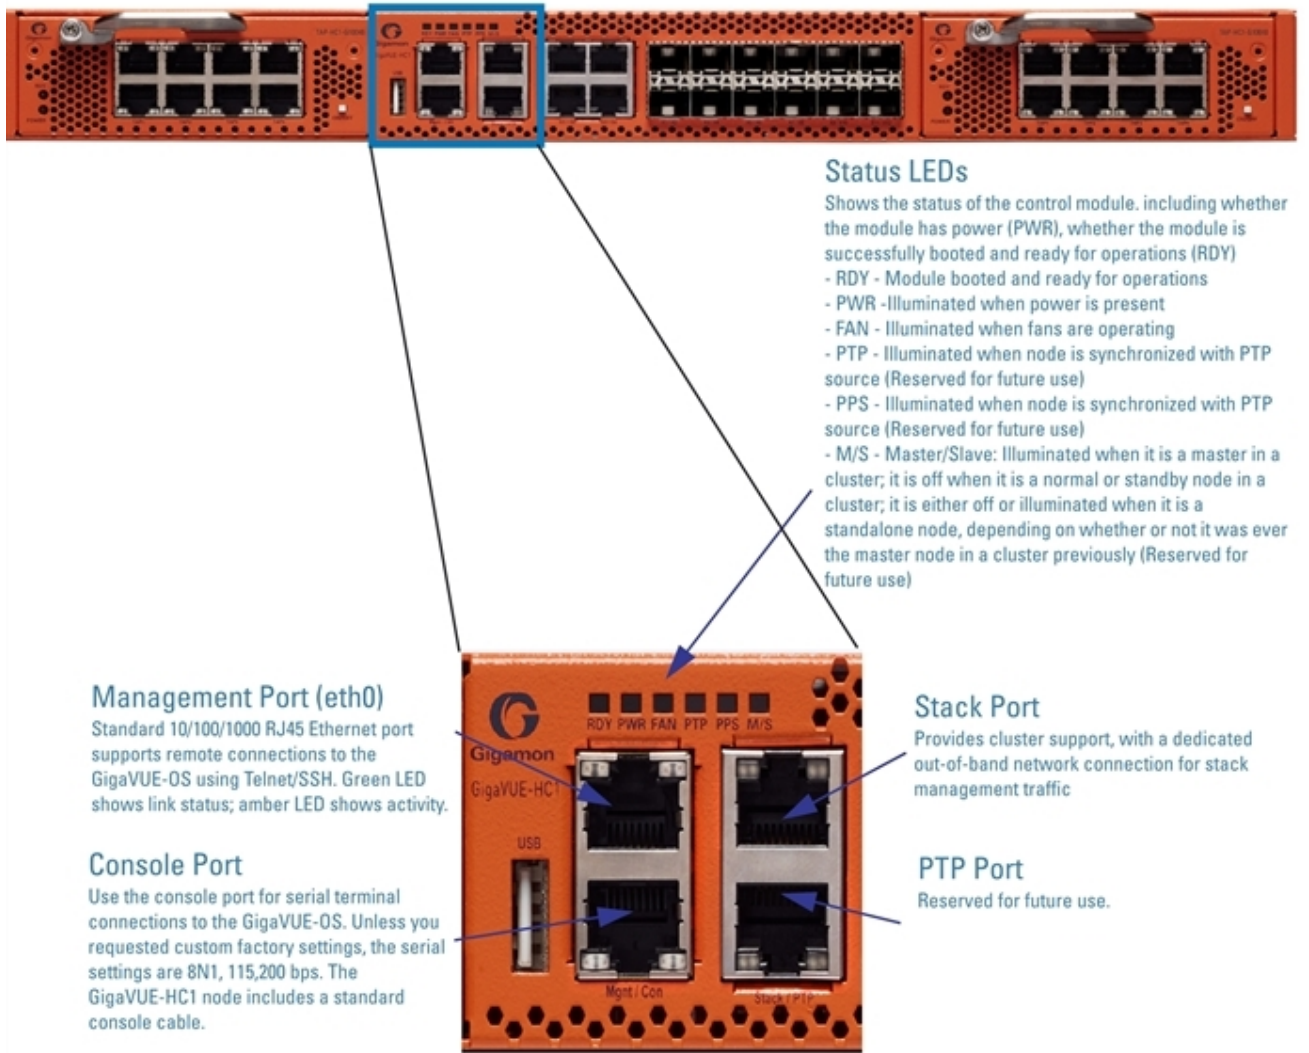 Gigamon
Gigamon
Status LEDs
Shows the status of the control module. including whether
the module has power (PWR), whether the module is
successfully booted and ready for operations (RDY)
- RDY - Module booted and ready for operations
- PWR -Illuminated when power is present
- FAN - Illuminated when fans are operating
- PTP - Illuminated when node is synchronized with PTP
source (Reserved for future use)
- PPS - Illuminated when node is synchronized with PTP
source (Reserved for future use)
- M/S - Master/Slave: Illuminated when it is a master in a
cluster; it is off when it is a normal or standby node in a
cluster; it is either off or illuminated when it is a
standalone node, depending on whether or not it was ever
the master node in a cluster previously (Reserved for
future use)
Management Port (eth0)
Standard 10/100/1000 RJ45 Ethernet port
supports remote connections to the
GigaVUE-OS using Telnet/SSH. Green LED
shows link status; amber LED shows activity.
Console Port
Use the console port for serial terminal
connections to the GigaVUE-OS. Unless you
requested custom factory settings, the serial
settings are 8N1, 115,200 bps. The
GigaVUE-HC1 node includes a standard
console cable.
RDY PWR FAN PTP PPS M/S
Gigamon
GigaVUE-HC1
USB
Mgnt / Con
Stack / PTP
Stack Port
Provides cluster support, with a dedicated
out-of-band network connection for stack
management traffic
PTP Port
Reserved for future use.